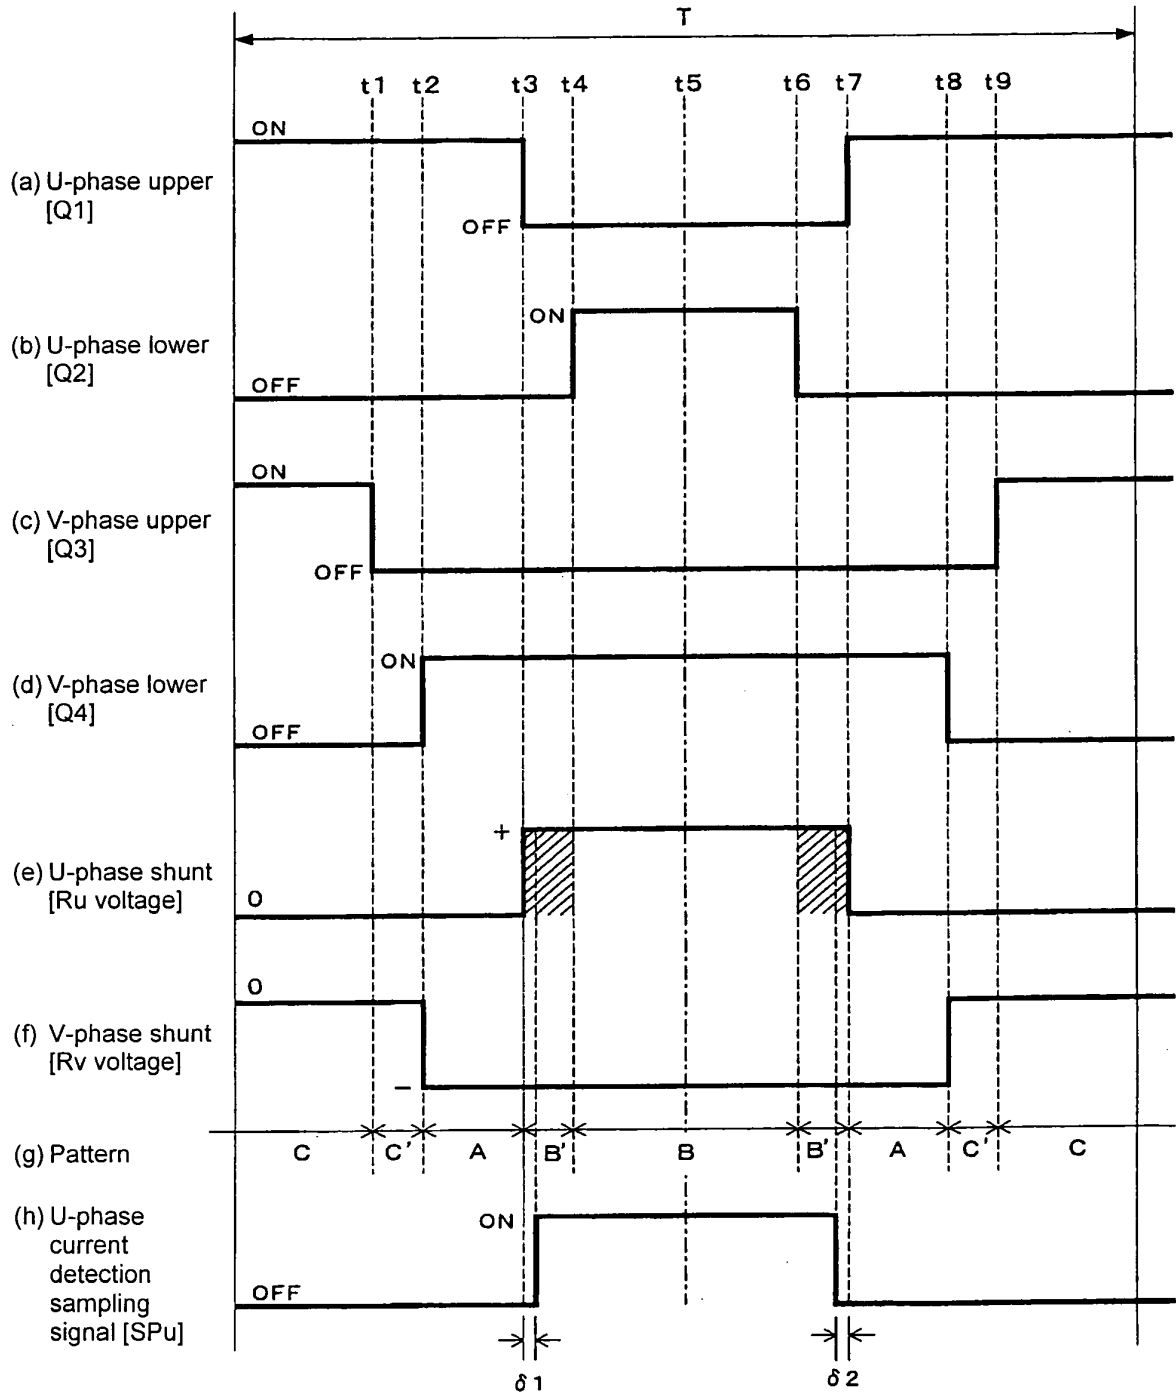 T
t1 t2 t3 t4 t5 t6 t7 t8 t9
ON
(a) U-phase upper
[Q1]
OFF
ON
(b) U-phase lower
[Q2]
OFF
ON
(c) V-phase upper
[Q3]
OFF
ON
(d) V-phase lower
[Q4]
OFF
+
(e) U-phase shunt
[Ru voltage]
0
0
(f) V-phase shunt
[Rv voltage]
−
(g) Pattern
C C' A B' B B' A C' C
(h) U-phase
current
detection
sampling
signal [SPu]
ON
OFF
δ1 δ2